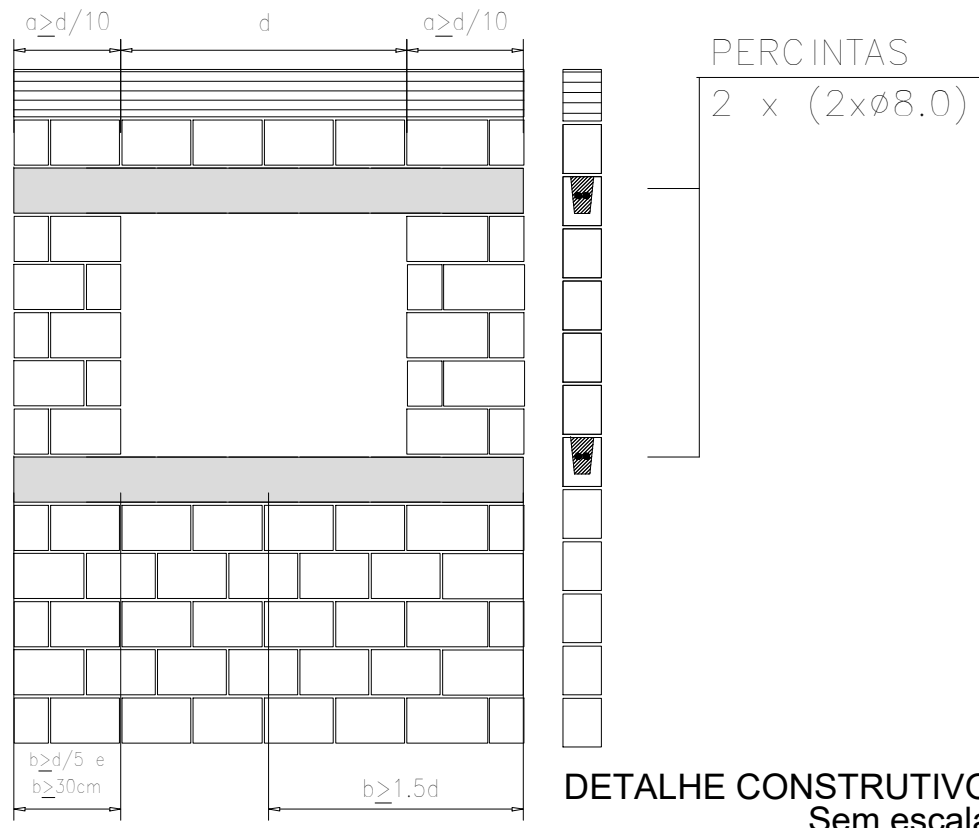 a≥d/10
d
a≥d/10
PERCINTAS
2 x (2xø8.0)
b≥d/5 e
b≥30cm
b≥1.5d
DETALHE CONSTRUTIVO
Sem escala